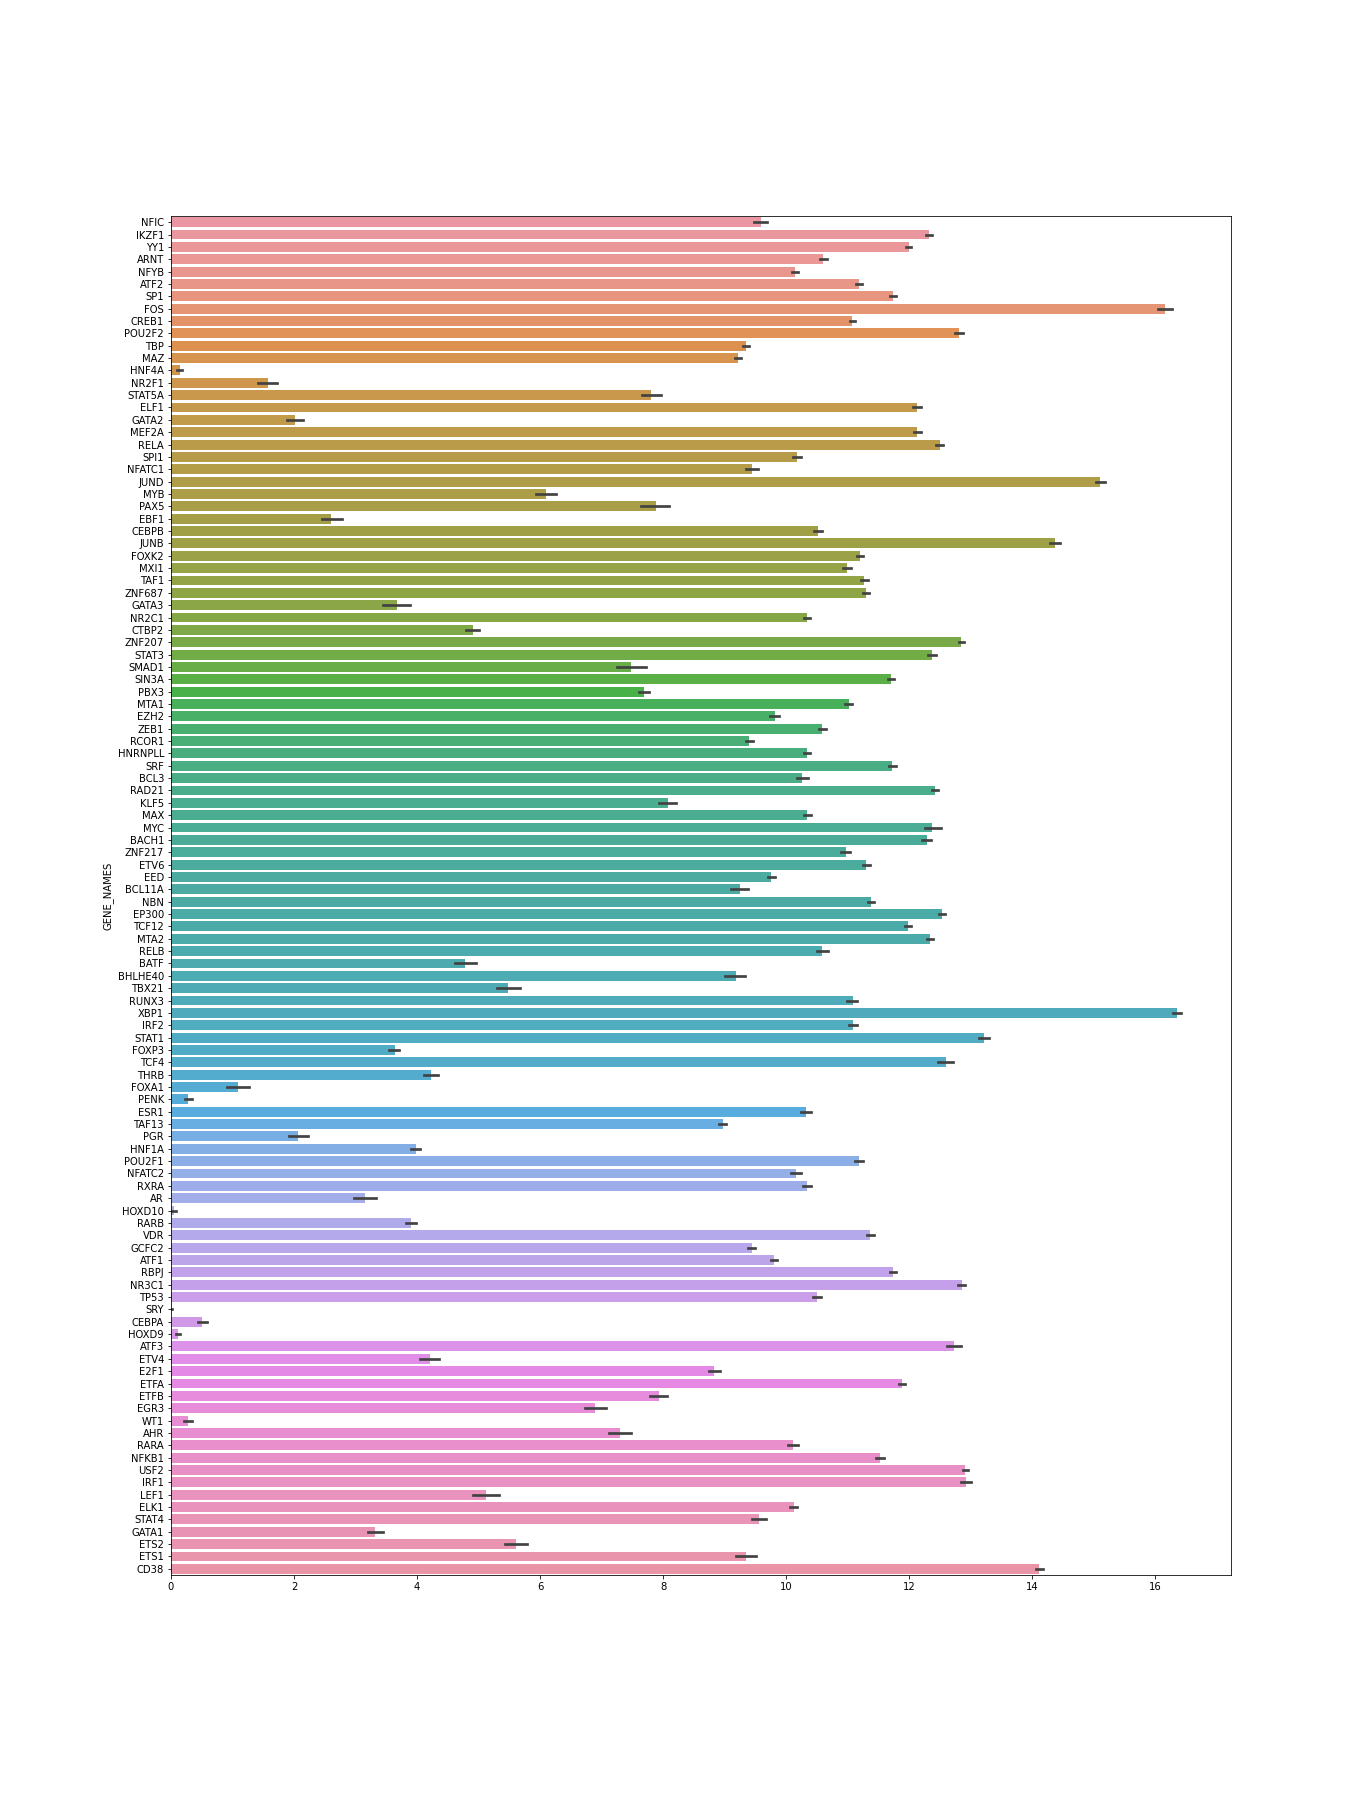 NFIC
IKZF1
YY1
ARNT
NFYB
ATF2
SP1
FOS
CREB1
POU2F2
TBP
MAZ
HNF4A
NR2F1
STAT5A
ELF1
GATA2
MEF2A
RELA
SPI1
NFATC1
JUND
MYB
PAX5
EBF1
CEBPB
JUNB
FOXK2
MXI1
TAF1
ZNF687
GATA3
NR2C1
CTBP2
ZNF207
STAT3
SMAD1
SIN3A
PBX3
MTA1
EZH2
ZEB1
RCOR1
HNRNPLL
SRF
BCL3
RAD21
KLF5
MAX
MYC
BACH1
ZNF217
ETV6
EED
BCL11A
NBN
EP300
TCF12
MTA2
RELB
BATF
BHLHE40
TBX21
RUNX3
XBP1
IRF2
STAT1
FOXP3
TCF4
THRB
FOXA1
PENK
ESR1
TAF13
PGR
HNF1A
POU2F1
NFATC2
RXRA
AR
HOXD10
RARB
VDR
GCFC2
ATF1
RBPJ
NR3C1
TP53
SRY
CEBPA
HOXD9
ATF3
ETV4
E2F1
ETFA
ETFB
EGR3
WT1
AHR
RARA
NFKB1
USF2
IRF1
LEF1
ELK1
STAT4
GATA1
ETS2
ETS1
CD38
GENE_NAMES
0 2 4 6 8 10 12 14 16